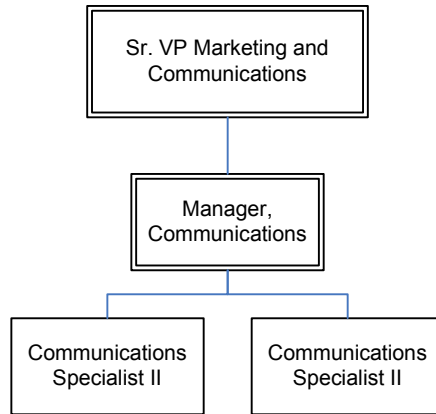 Sr. VP Marketing and
Communications
Manager,
Communications
Communications
Specialist II
Communications
Specialist II